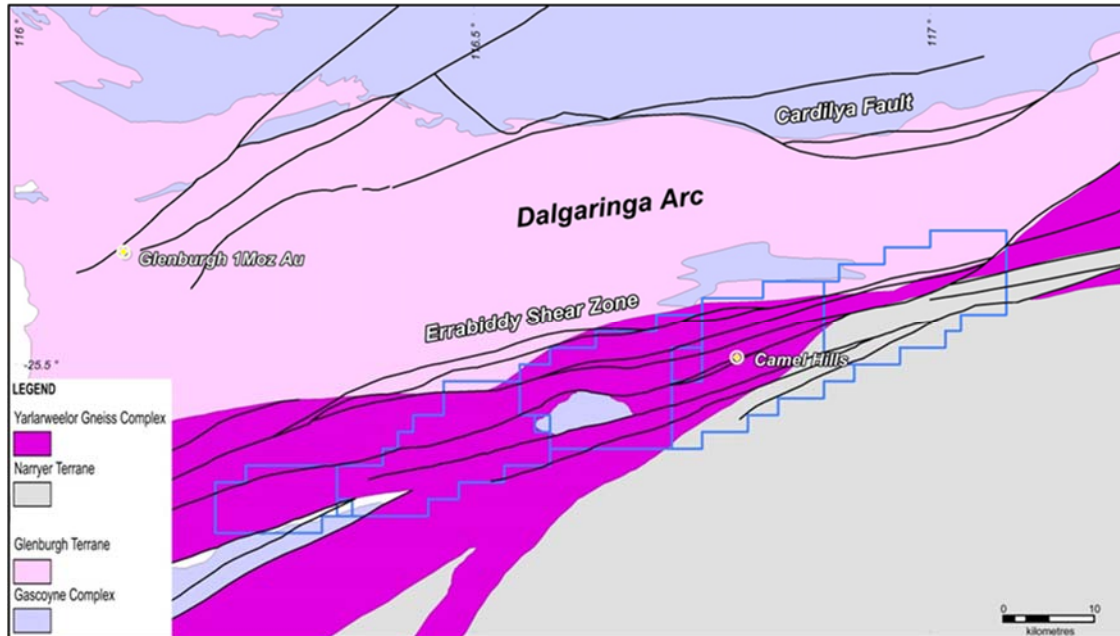 116 °
116.5 °
117 °
Cardilya Fault
Dalgaringa Arc
Glenburgh 1Moz Au
Errabiddy Shear Zone
-25.5 °
Camel Hills
LEGEND
Yarlarweelor Gneiss Complex
Narryer Terrane
Glenburgh Terrane
Gascoyne Complex
0 10
kilometres